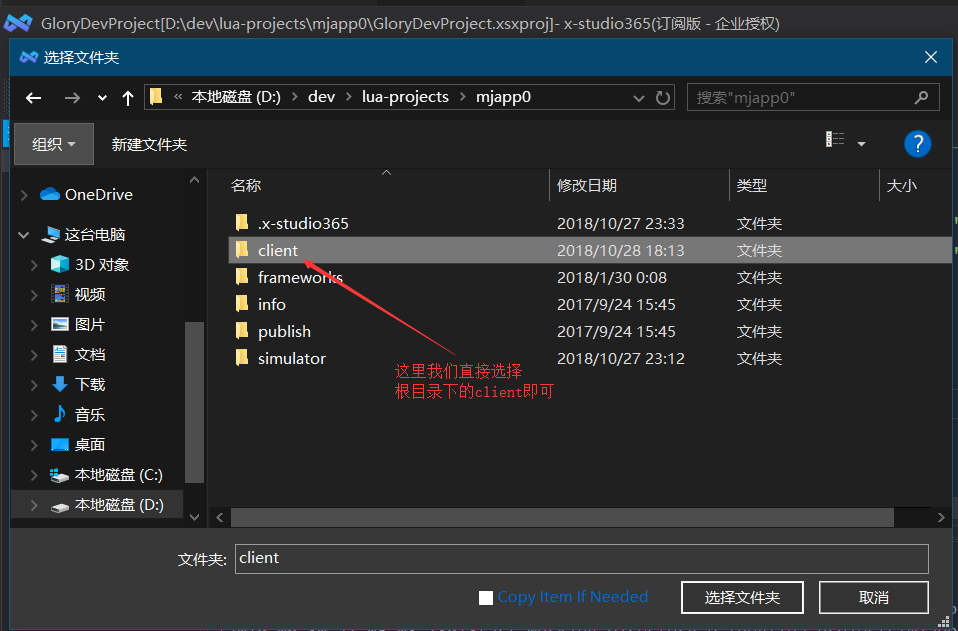 GloryDevProject[D:\dev\lua-projects\mjapp0\GloryDevProject.xsxproj]- x-studio365(订阅版 - 企业授权)
选择文件夹
« 本地磁盘 (D:) › dev › lua-projects › mjapp0
搜索"mjapp0"
组织
新建文件夹
?
名称 修改日期 类型 大小
OneDrive
这台电脑
3D 对象
视频
图片
文档
下载
音乐
桌面
本地磁盘 (C:)
本地磁盘 (D:)
.x-studio365 2018/10/27 23:33 文件夹
client 2018/10/28 18:13 文件夹
frameworks 2018/1/30 0:08 文件夹
info 2017/9/24 15:45 文件夹
publish 2017/9/24 15:45 文件夹
simulator 2018/10/27 23:12 文件夹
这里我们直接选择
根目录下的client即可
文件夹: client
Copy Item If Needed
选择文件夹
取消